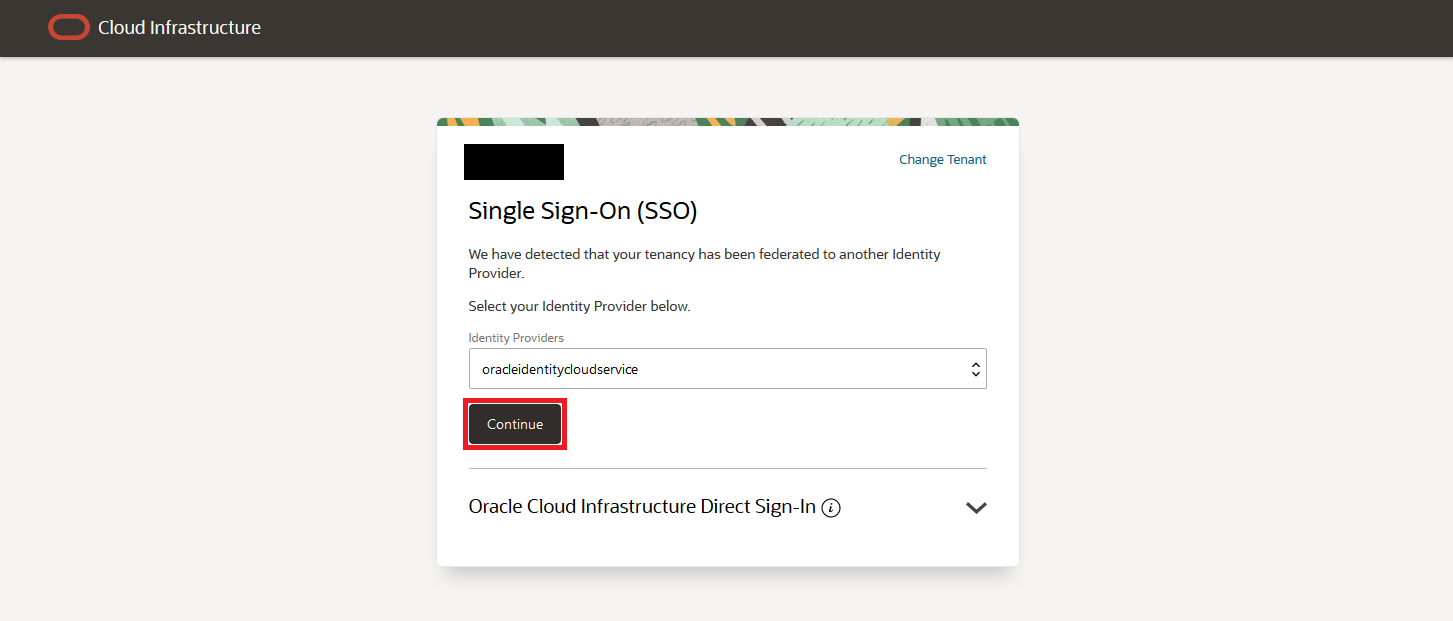 Cloud Infrastructure
Change Tenant
Single Sign-On (SSO)
We have detected that your tenancy has been federated to another Identity
Provider.
Select your Identity Provider below.
Identity Providers
oracleidentitycloudservice
Continue
Oracle Cloud Infrastructure Direct Sign-In i